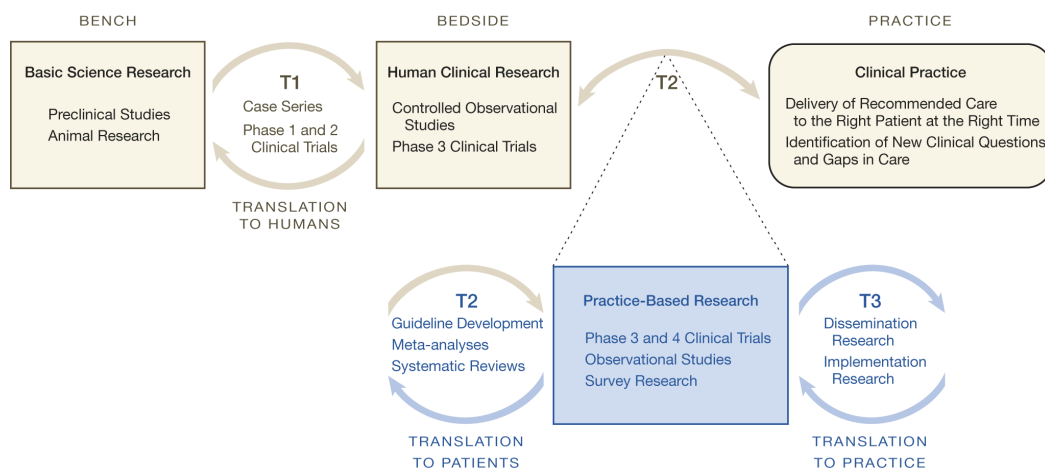 BENCH
BEDSIDE
PRACTICE
Basic Science Research
Preclinical Studies
Animal Research
T1
Case Series
Phase 1 and 2
Clinical Trials
TRANSLATION
TO HUMANS
Human Clinical Research
Controlled Observational
Studies
Phase 3 Clinical Trials
T2
Clinical Practice
Delivery of Recommended Care
to the Right Patient at the Right Time
Identification of New Clinical Questions
and Gaps in Care
T2
Guideline Development
Meta-analyses
Systematic Reviews
TRANSLATION
TO PATIENTS
Practice-Based Research
Phase 3 and 4 Clinical Trials
Observational Studies
Survey Research
T3
Dissemination
Research
Implementation
Research
TRANSLATION
TO PRACTICE